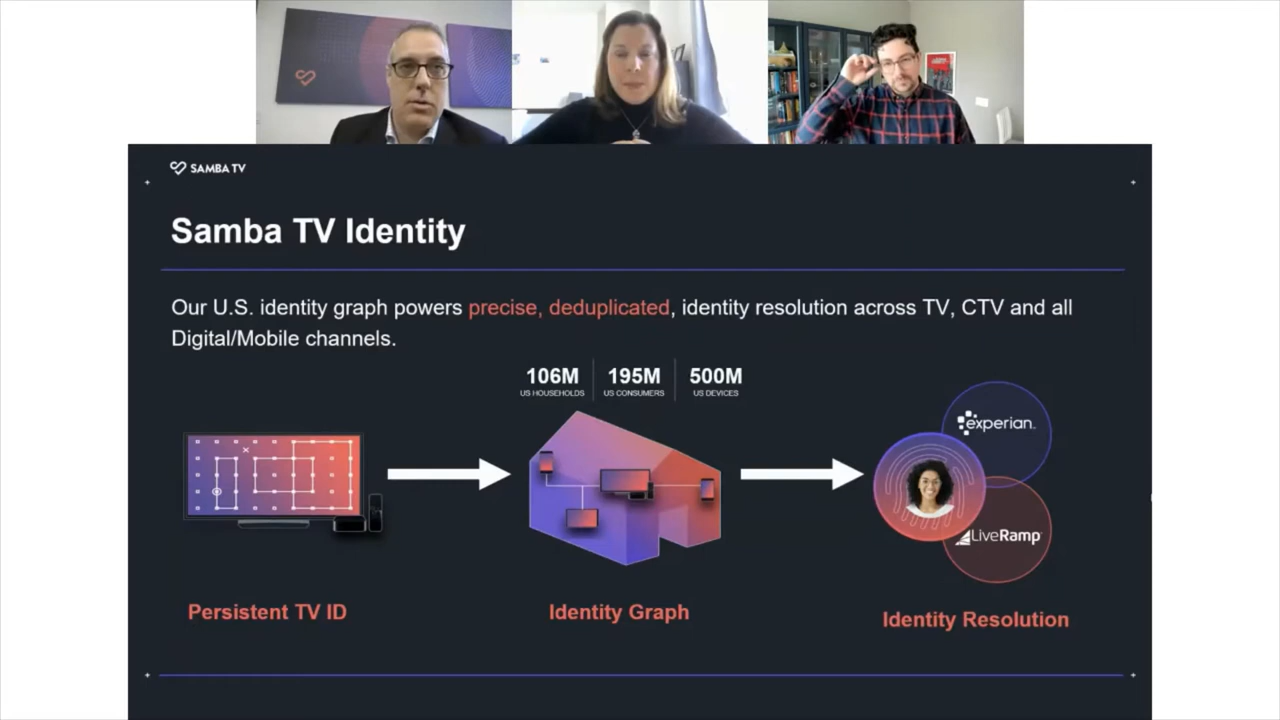 SAMBA TV
Samba TV Identity
Our U.S. identity graph powers precise, deduplicated, identity resolution across TV, CTV and all
Digital/Mobile channels.
106M
195M
500M
US HOUSEHOLDS
US CONSUMERS
US DEVICES
experian.
LiveRamp
Persistent TV ID
Identity Graph
Identity Resolution